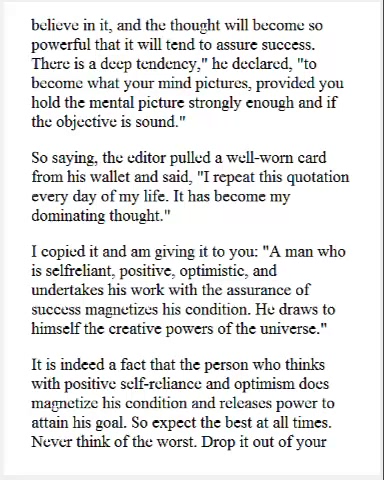 believe in it, and the thought will become so
powerful that it will tend to assure success.
There is a deep tendency," he declared, "to
become what your mind pictures, provided you
hold the mental picture strongly enough and if
the objective is sound."
So saying, the editor pulled a well-worn card
from his wallet and said, "I repeat this quotation
every day of my life. It has become my
dominating thought."
I copied it and am giving it to you: "A man who
is selfreliant, positive, optimistic, and
undertakes his work with the assurance of
success magnetizes his condition. He draws to
himself the creative powers of the universe."
It is indeed a fact that the person who thinks
with positive self-reliance and optimism does
magnetize his condition and releases power to
attain his goal. So expect the best at all times.
Never think of the worst. Drop it out of your